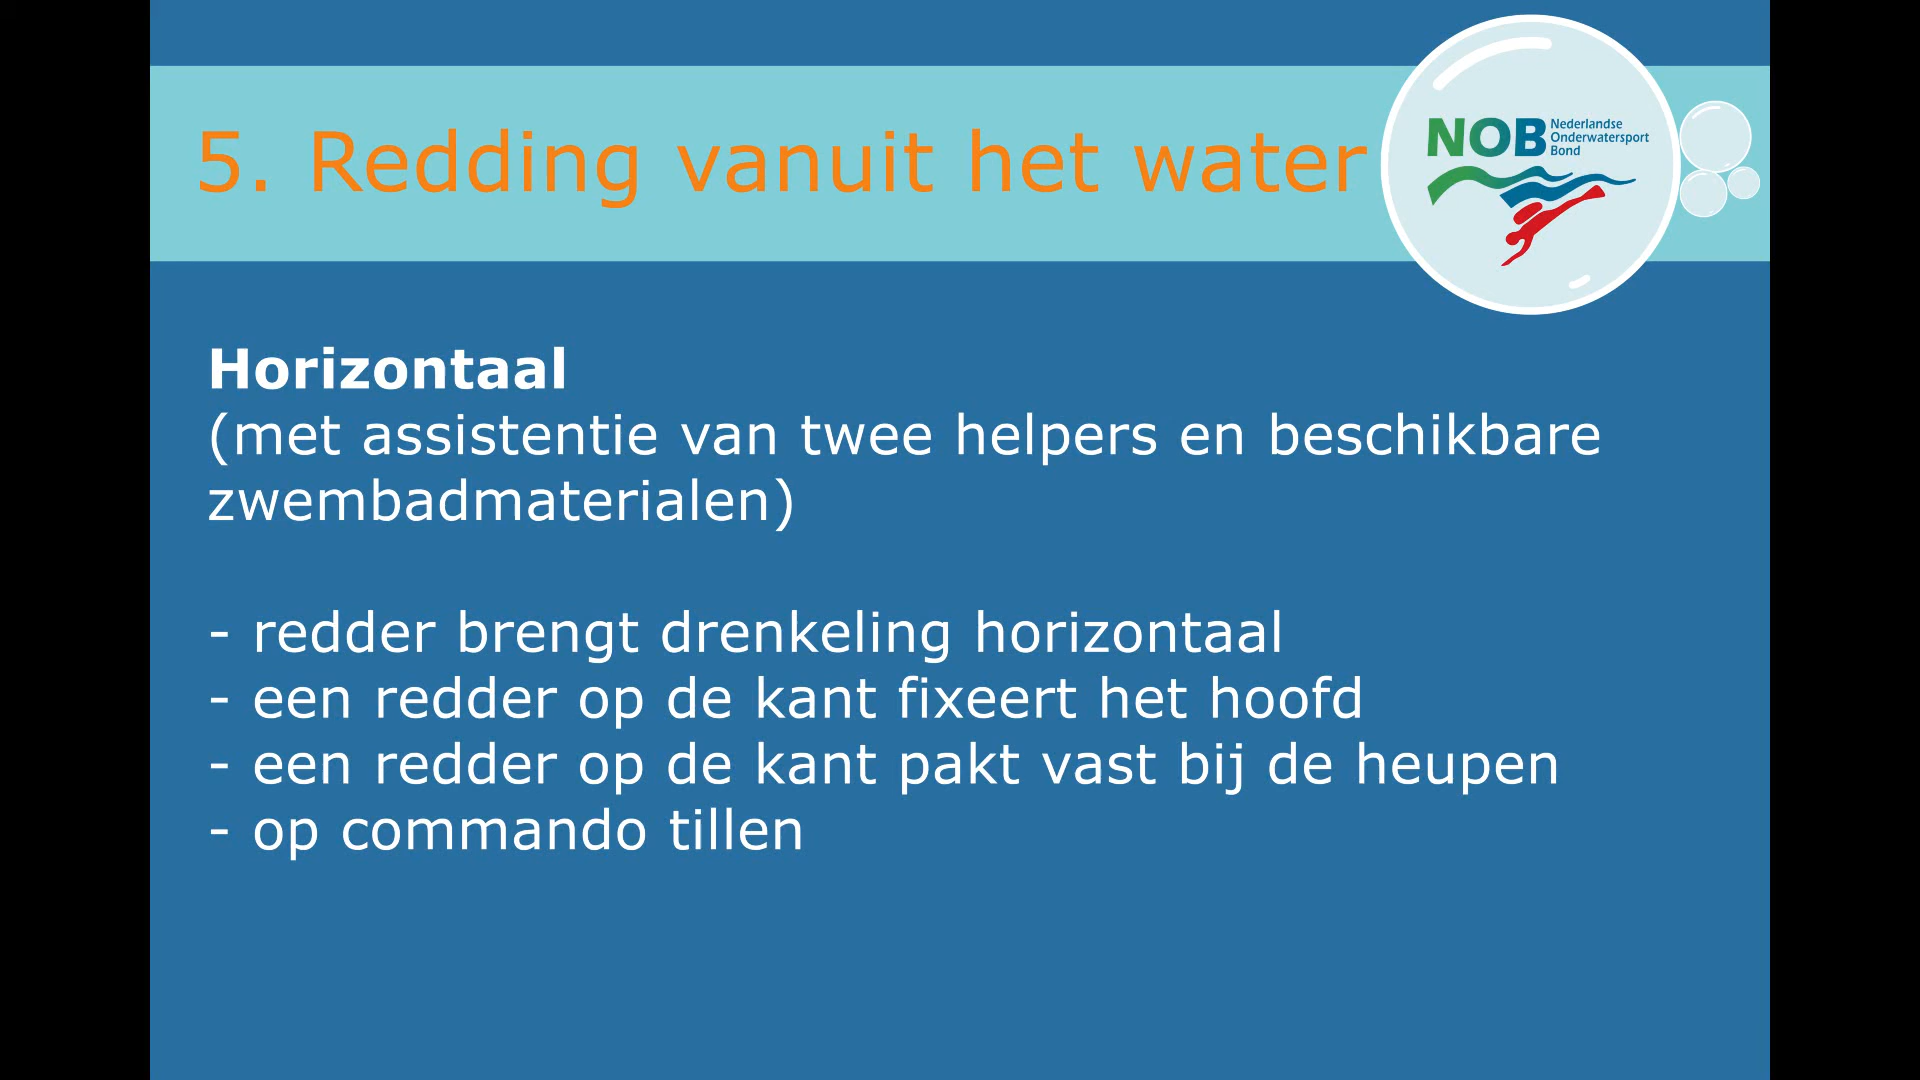 5. Redding vanuit het water
NOB
Nederlandse
Onderwatersport
Bond
Horizontaal
(met assistentie van twee helpers en beschikbare
zwembadmaterialen)
- redder brengt drenkeling horizontaal
- een redder op de kant fixeert het hoofd
- een redder op de kant pakt vast bij de heupen
- op commando tillen